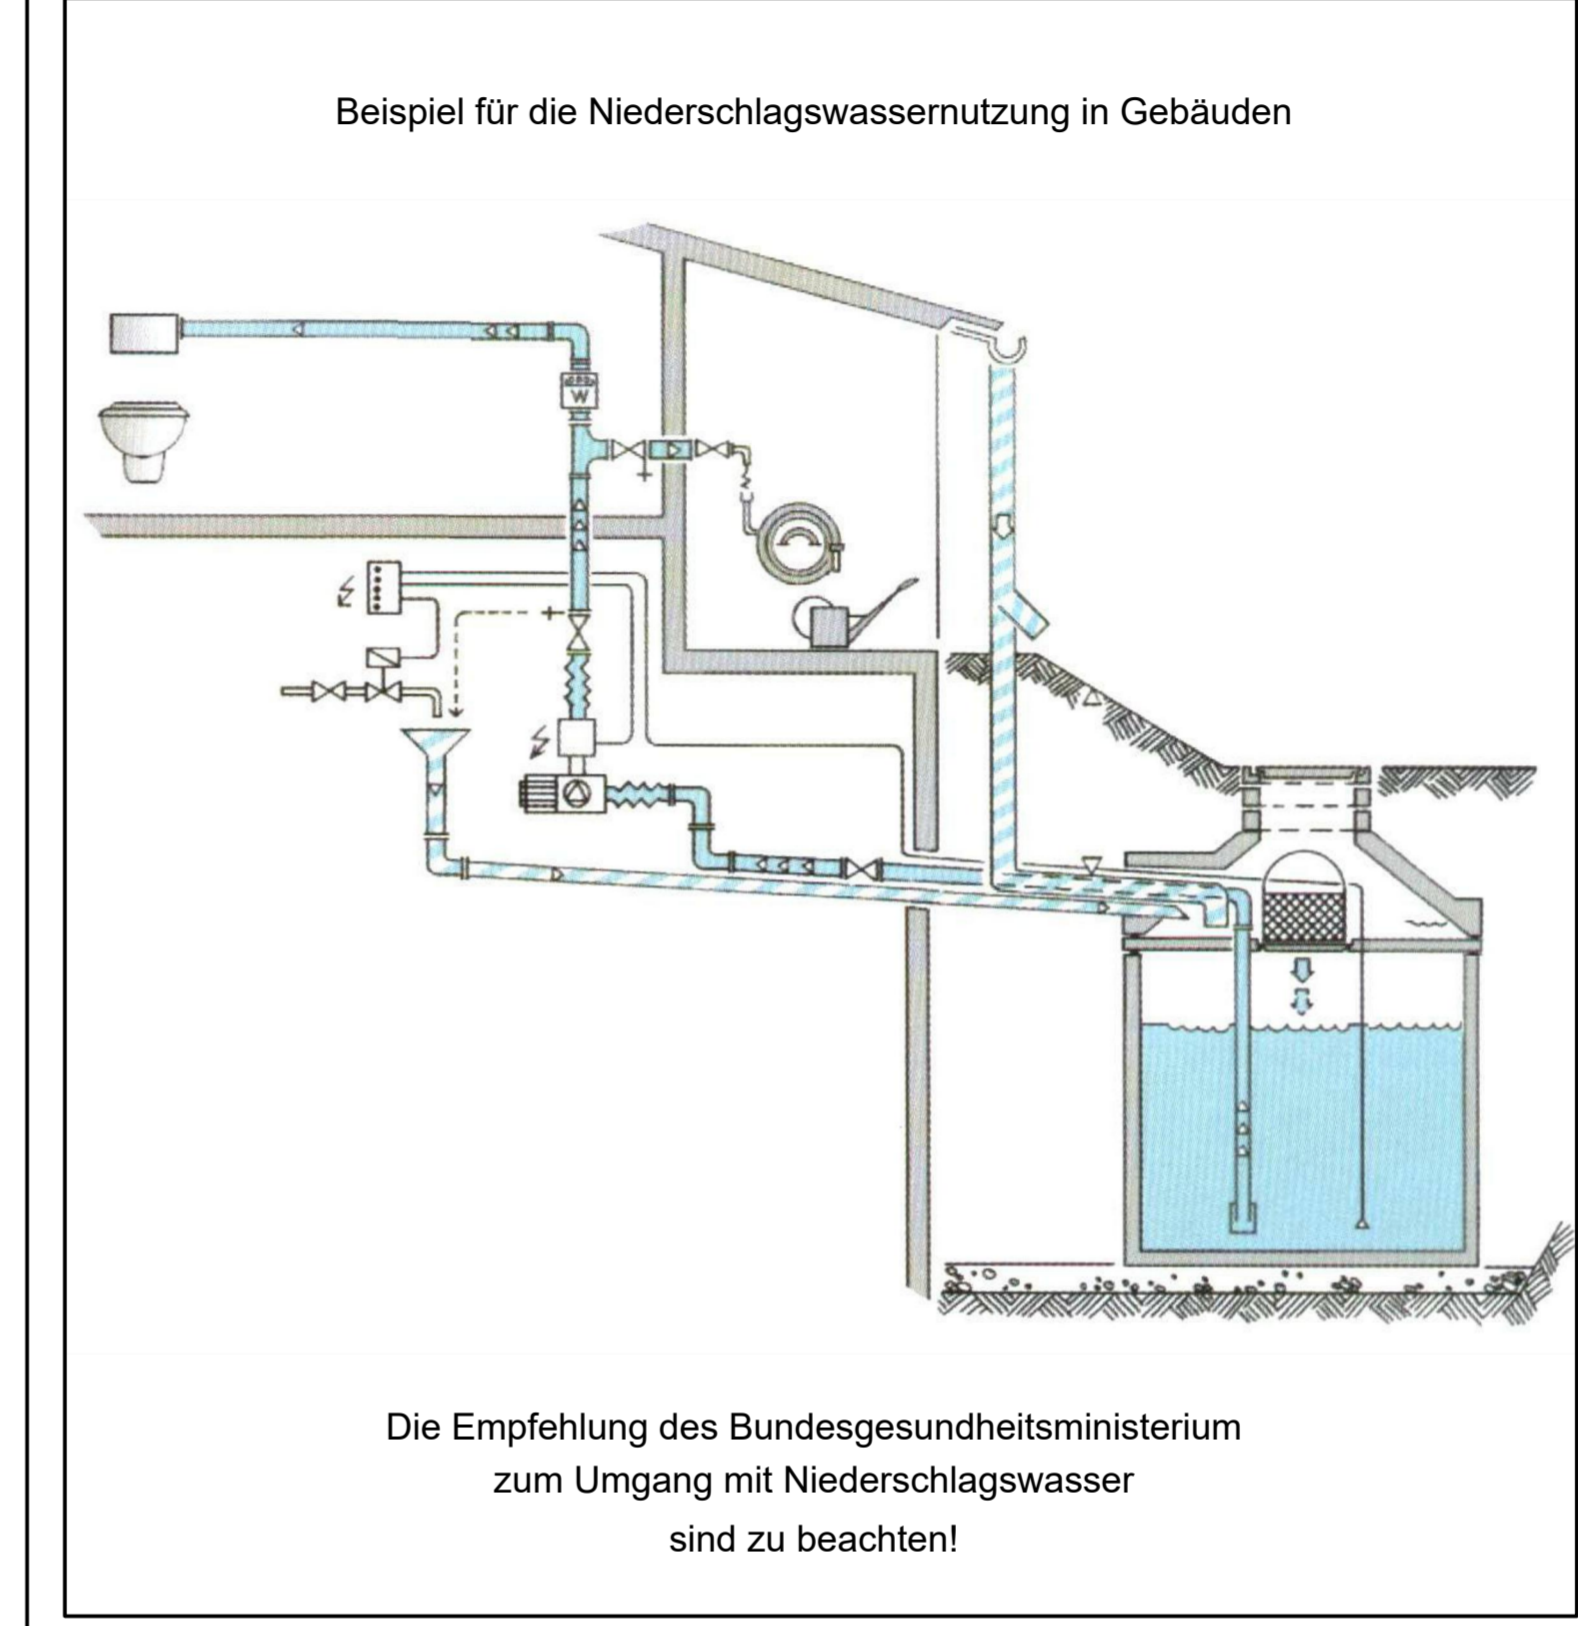 Beispiel für die Niederschlagswassernutzung in Gebäuden
W
Die Empfehlung des Bundesgesundheitsministerium
zum Umgang mit Niederschlagswasser
sind zu beachten!